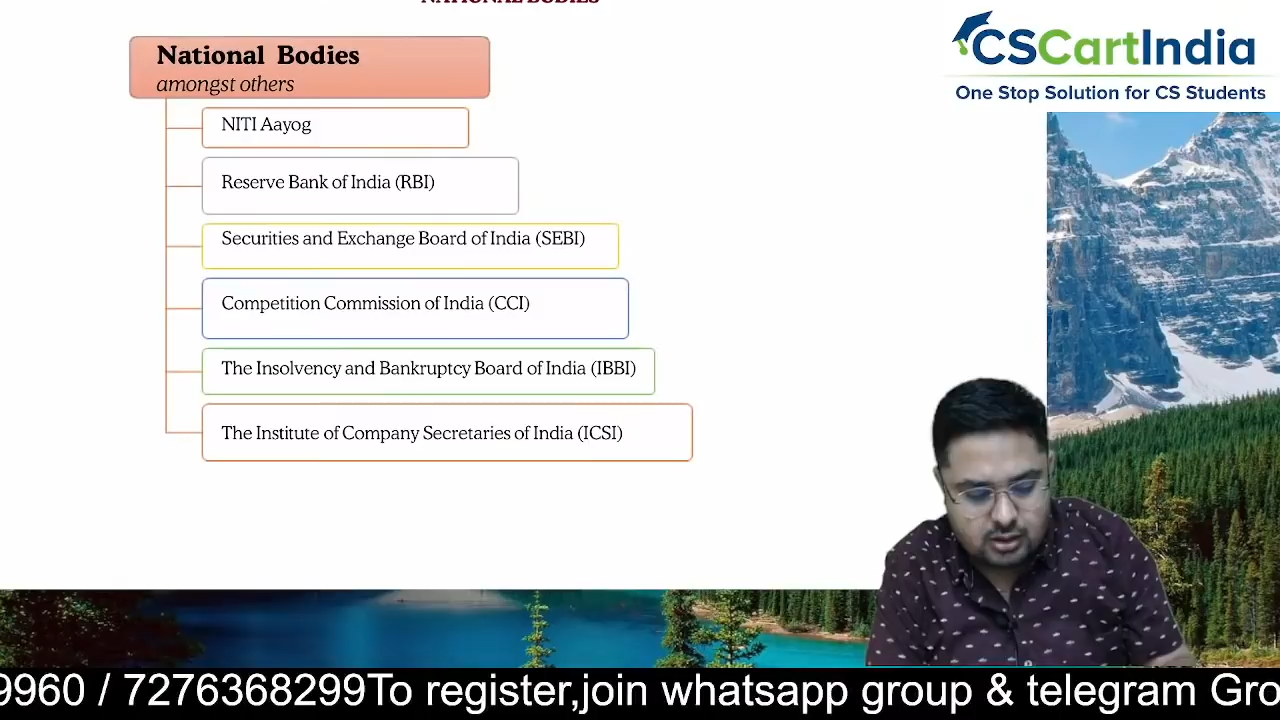 NATIONAL BODIES
National Bodies
amongst others
NITI Aayog
Reserve Bank of India (RBI)
Securities and Exchange Board of India (SEBI)
Competition Commission of India (CCI)
The Insolvency and Bankruptcy Board of India (IBBI)
The Institute of Company Secretaries of India (ICSI)
CSCartIndia
One Stop Solution for CS Students
9960 / 7276368299To register,join whatsapp group & telegram Gro